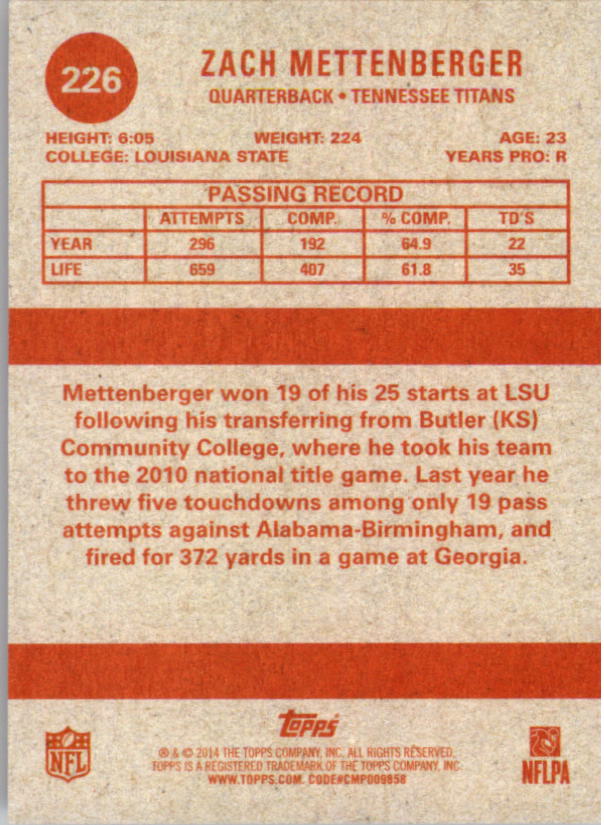 226
ZACH METTENBERGER
QUARTERBACK • TENNESSEE TITANS
HEIGHT: 6:05 WEIGHT: 224 AGE: 23
COLLEGE: LOUISIANA STATE YEARS PRO: R
PASSING RECORD
ATTEMPTS COMP. % COMP. TD'S
YEAR 296 192 64.9 22
LIFE 659 407 61.8 35
Mettenberger won 19 of his 25 starts at LSU
following his transferring from Butler (KS)
Community College, where he took his team
to the 2010 national title game. Last year he
threw five touchdowns among only 19 pass
attempts against Alabama-Birmingham, and
fired for 372 yards in a game at Georgia.
Topps
® & © 2014 THE TOPPS COMPANY, INC. ALL RIGHTS RESERVED.
TOPPS IS A REGISTERED TRADEMARK OF THE TOPPS COMPANY, INC.
WWW.TOPPS.COM. CODE#CMP009858
NFL
NFLPA